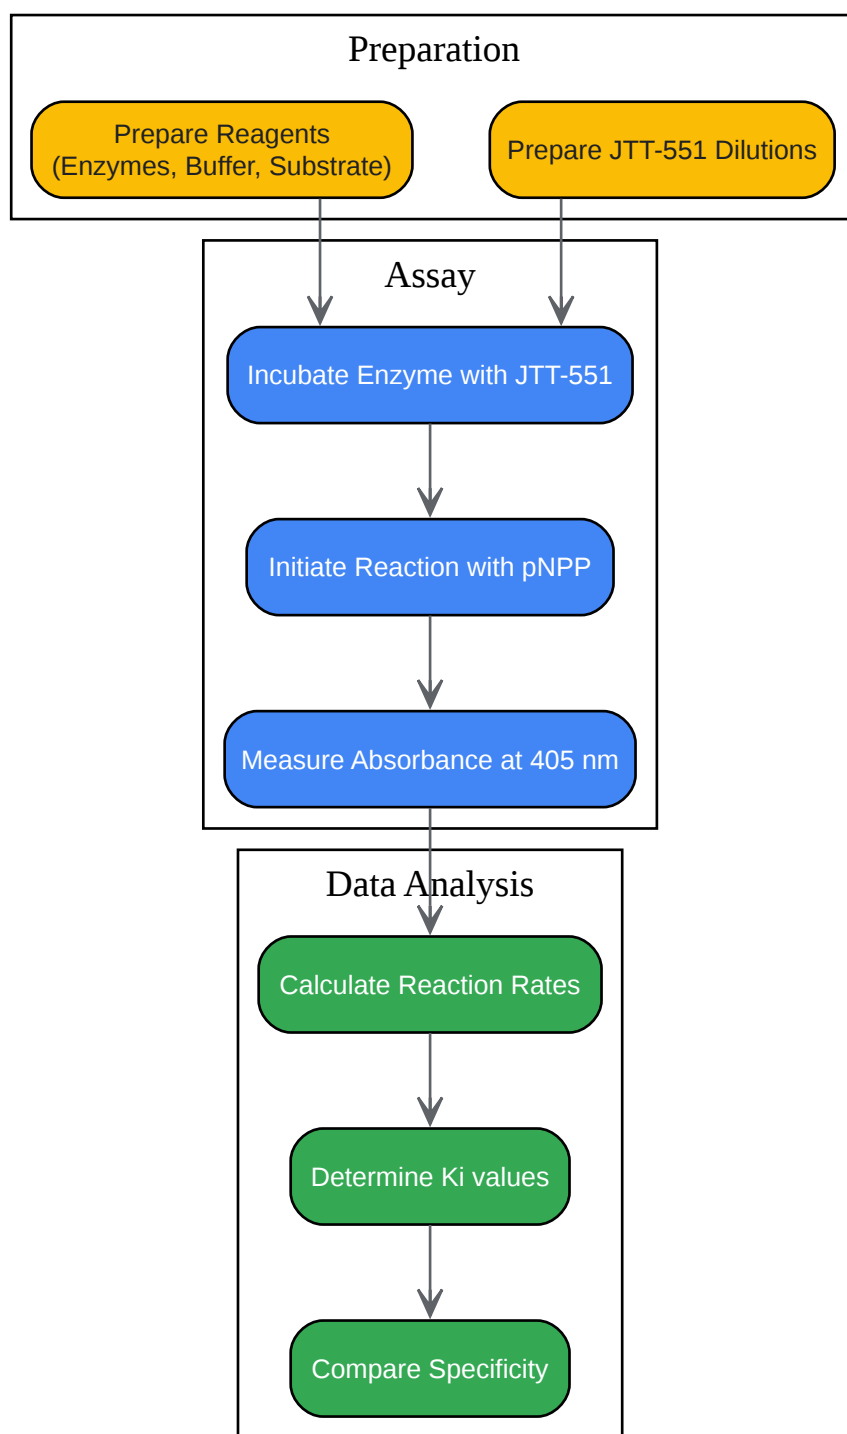 Preparation
Prepare Reagents
(Enzymes, Buffer, Substrate)
Prepare JTT-551 Dilutions
Assay
Incubate Enzyme with JTT-551
Initiate Reaction with pNPP
Measure Absorbance at 405 nm
Data Analysis
Calculate Reaction Rates
Determine Ki values
Compare Specificity